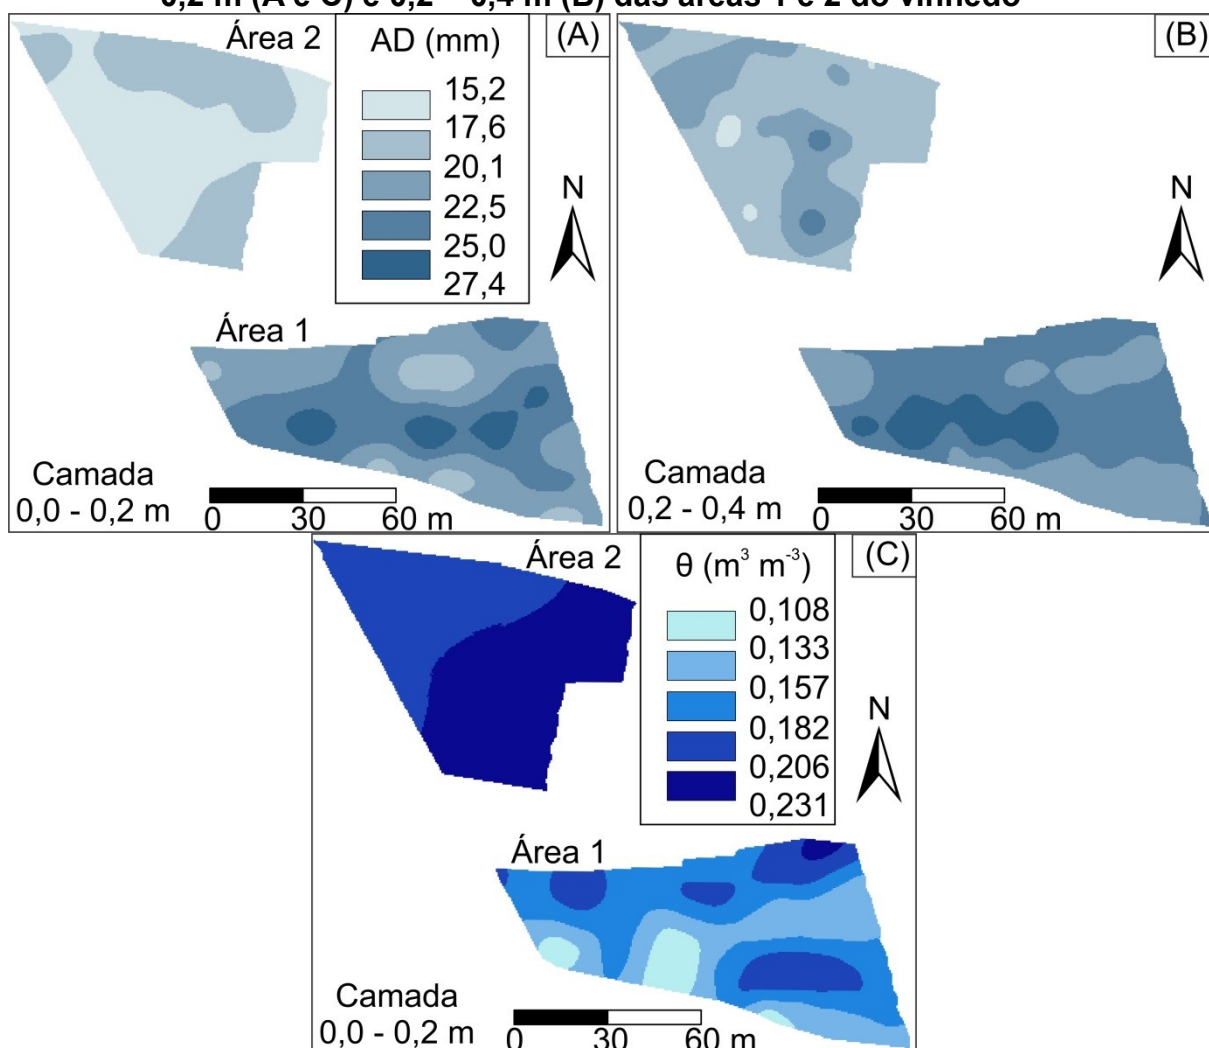 0,2 m (A e C) e 0,2 – 0,4 m (B) das áreas 1 e 2 do vinhedo
Área 2
AD (mm)
15,2
17,6
20,1
22,5
25,0
27,4
(A)
N
Área 1
Camada
0,0 - 0,2 m
0 30 60 m
(B)
N
Camada
0,2 - 0,4 m
0 30 60 m
Área 2
θ (m³ m⁻³)
0,108
0,133
0,157
0,182
0,206
0,231
(C)
N
Área 1
Camada
0,0 - 0,2 m
0 30 60 m